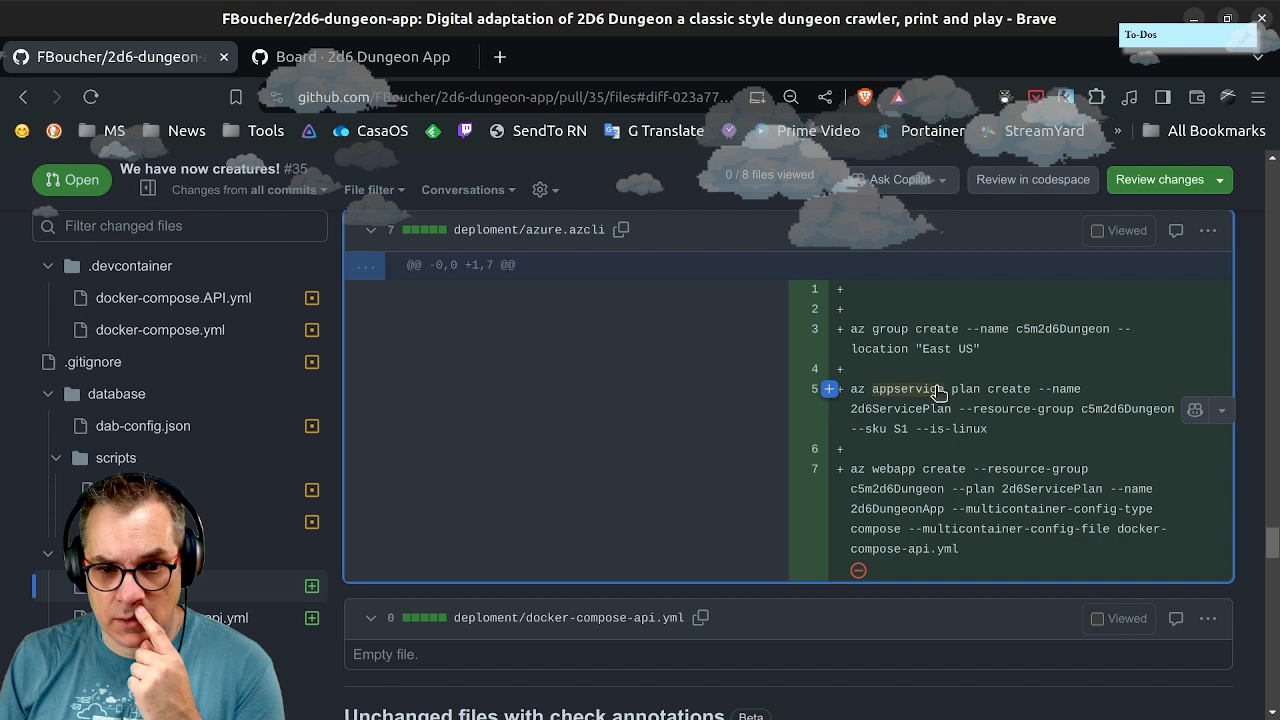 FBoucher/2d6-dungeon-app: Digital adaptation of 2D6 Dungeon a classic style dungeon crawler, print and play - Brave
To-Dos
FBoucher/2d6-dungeon-a
Board · 2d6 Dungeon App
github.com/FBoucher/2d6-dungeon-app/pull/35/files#diff-023a77...
MS
News
Tools
CasaOS
SendTo RN
G Translate
Prime Video
Portainer
StreamYard
»
All Bookmarks
Open
We have now creatures! #35
Changes from all commits
File filter
Conversations
0 / 8 files viewed
Ask Copilot
Review in codespace
Review changes
Filter changed files
.devcontainer
docker-compose.API.yml
docker-compose.yml
.gitignore
database
dab-config.json
scripts
api.yml
7 deploment/azure.azcli
Viewed
... @@ -0,0 +1,7 @@
1 +
2 +
3 + az group create --name c5m2d6Dungeon --
location "East US"
4 +
5 + az appservice plan create --name
2d6ServicePlan --resource-group c5m2d6Dungeon
--sku S1 --is-linux
6 +
7 + az webapp create --resource-group
c5m2d6Dungeon --plan 2d6ServicePlan --name
2d6DungeonApp --multicontainer-config-type
compose --multicontainer-config-file docker-
compose-api.yml
0 deploment/docker-compose-api.yml
Viewed
Empty file.
Unchanged files with check annotations Beta